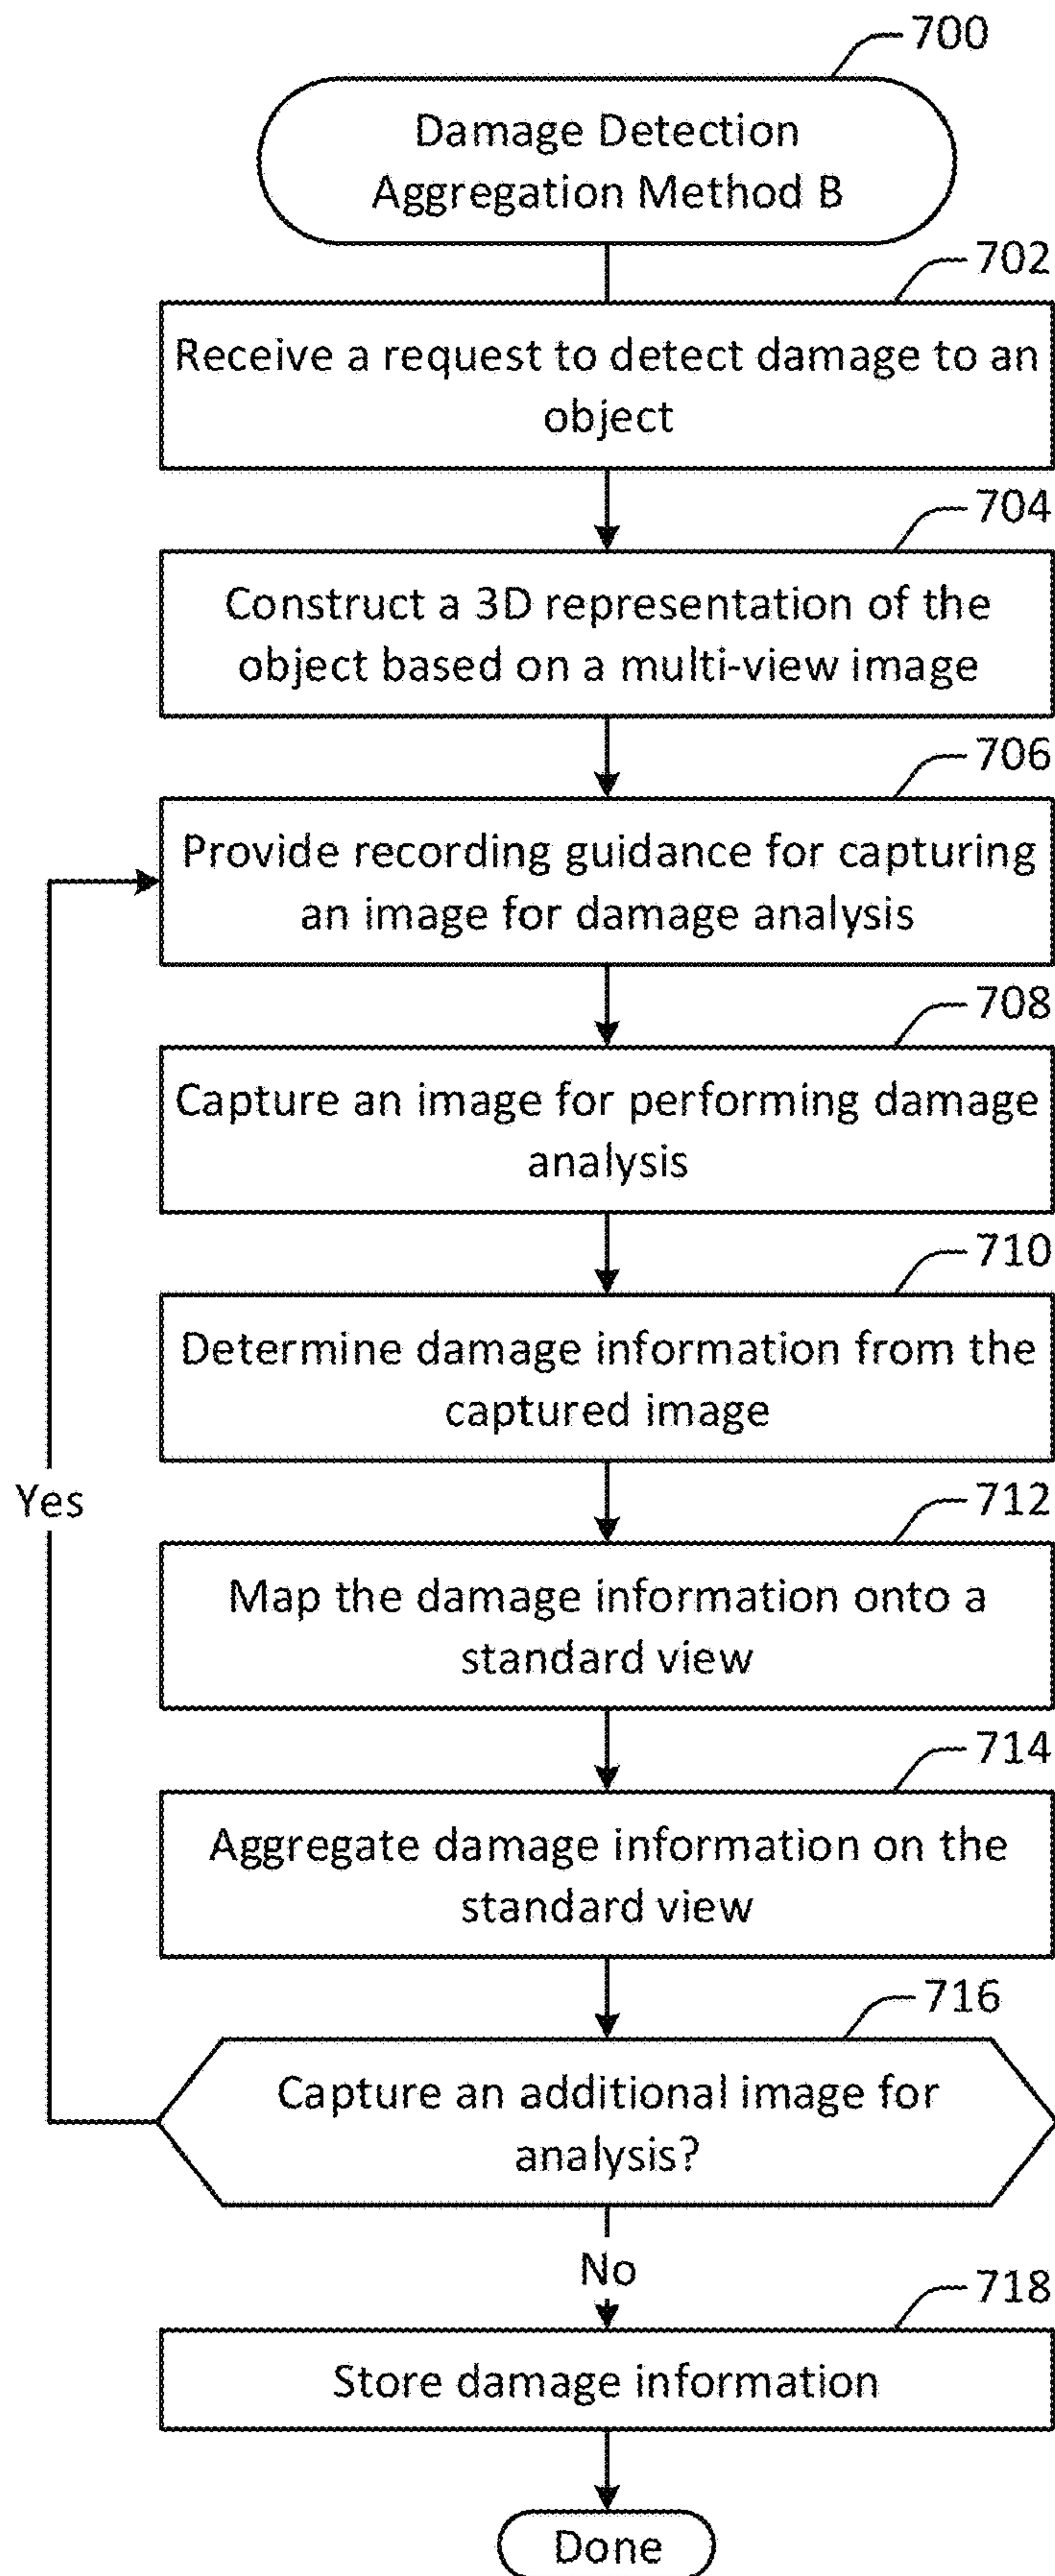 700
Damage Detection
Aggregation Method B
702
Receive a request to detect damage to an
object
704
Construct a 3D representation of the
object based on a multi-view image
706
Provide recording guidance for capturing
an image for damage analysis
708
Capture an image for performing damage
analysis
710
Determine damage information from the
captured image
Yes
712
Map the damage information onto a
standard view
714
Aggregate damage information on the
standard view
716
Capture an additional image for
analysis?
No
718
Store damage information
Done